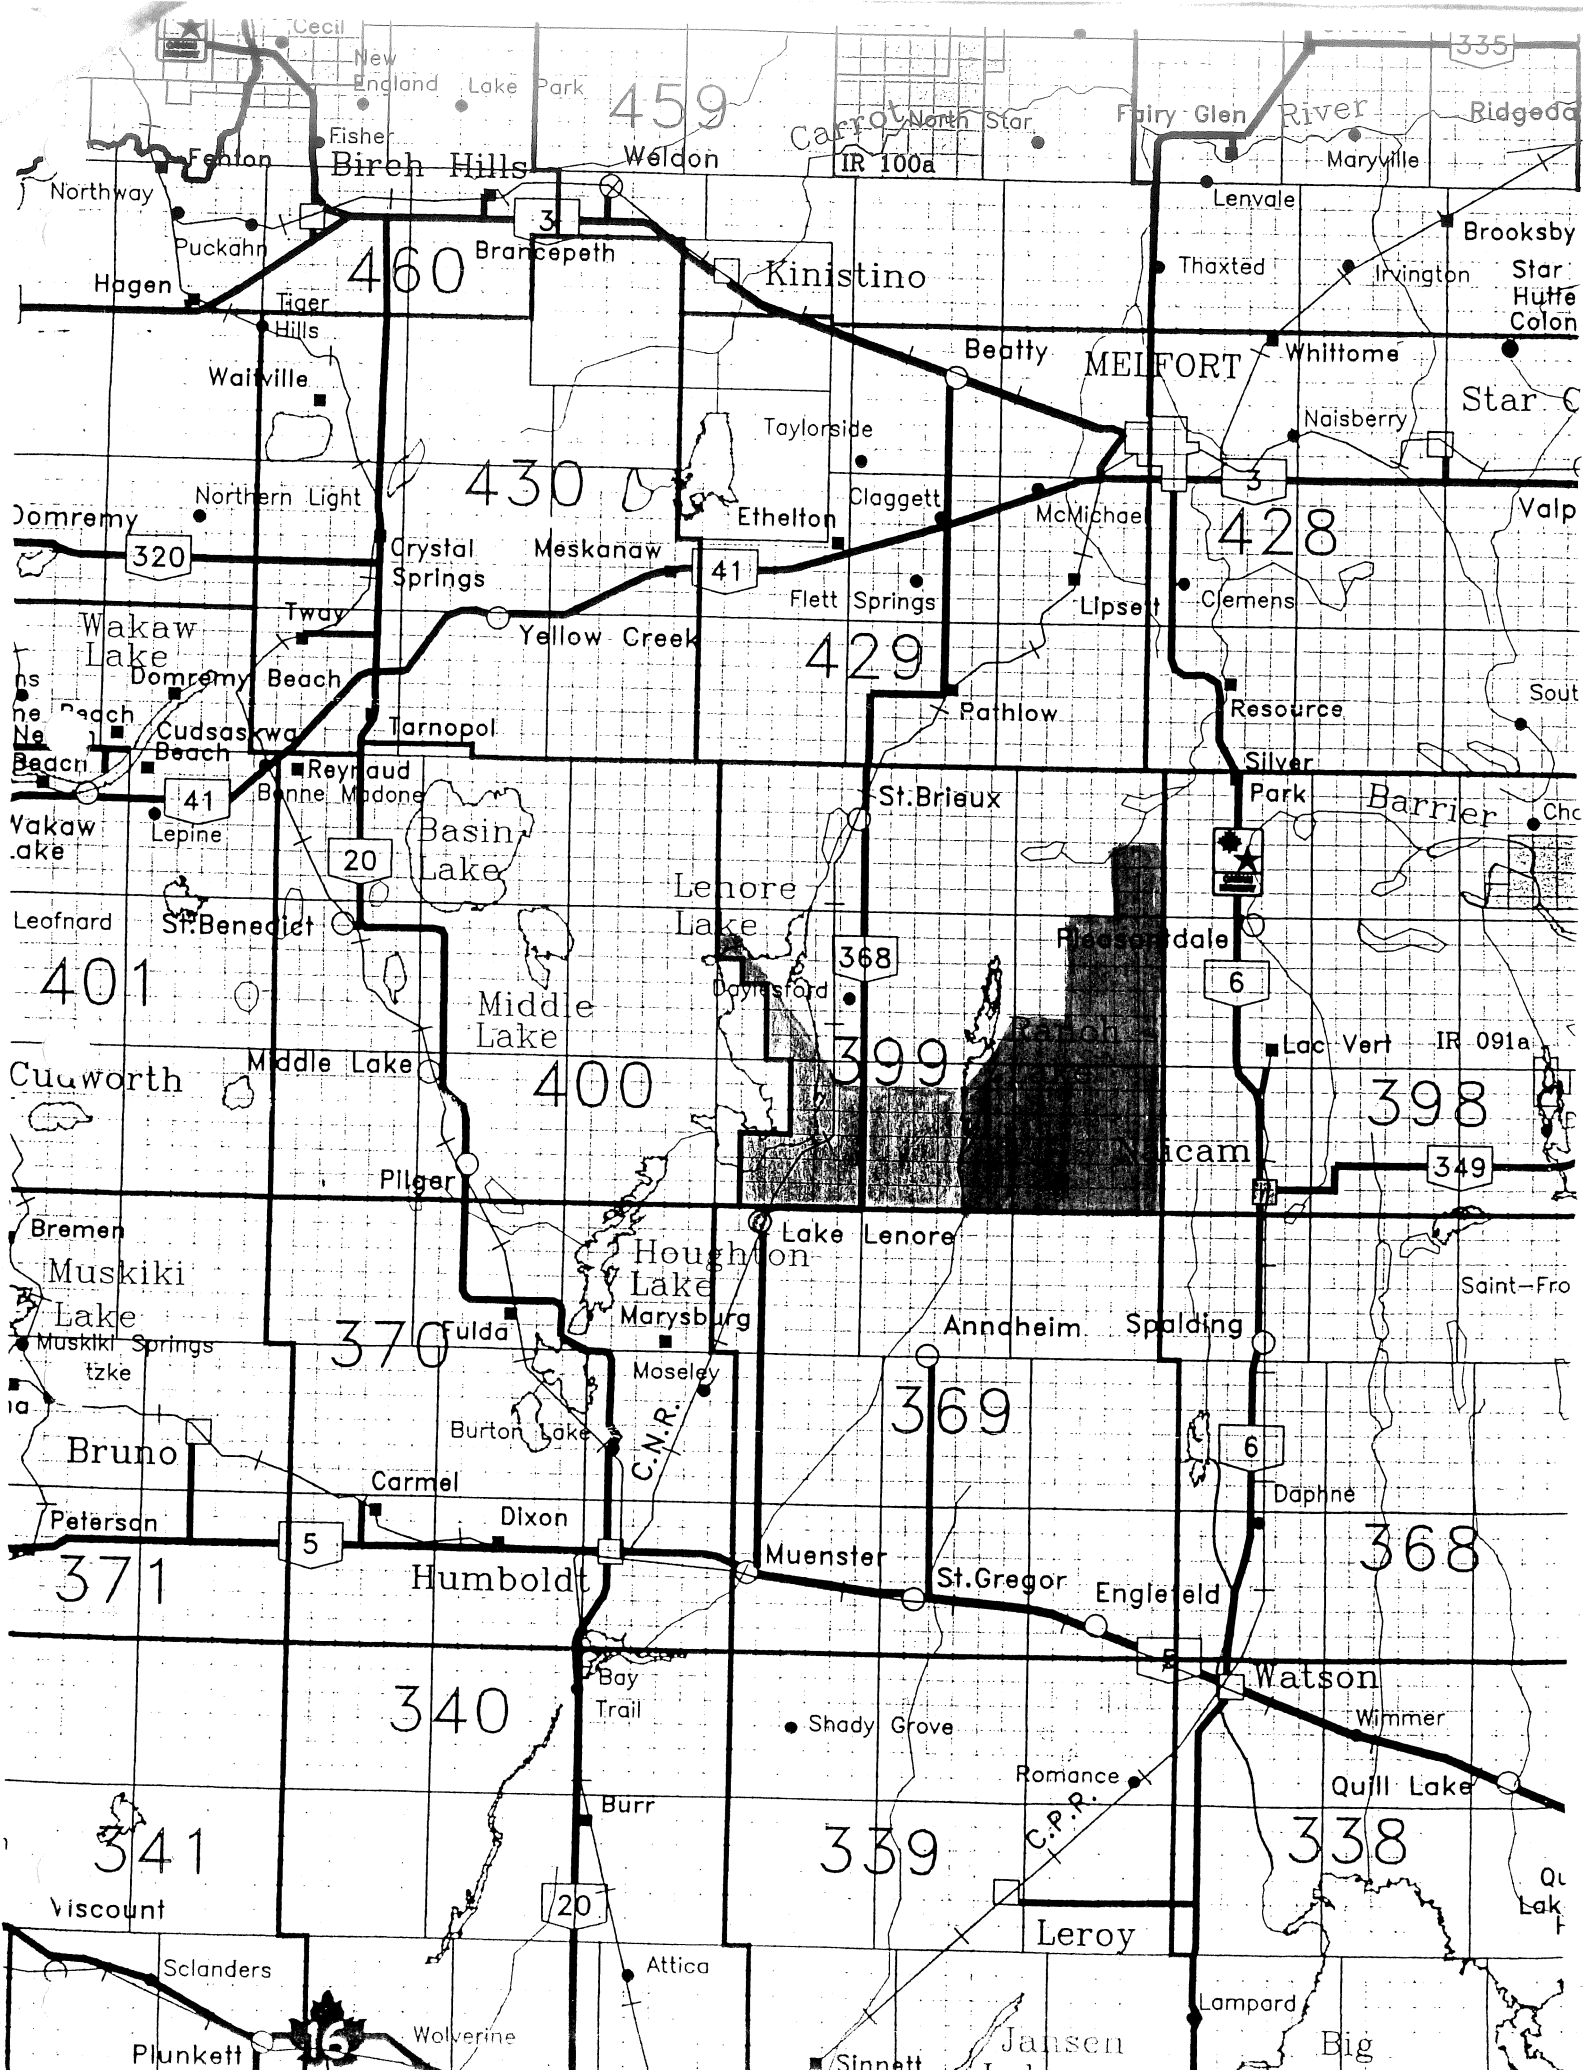 Cecil
335
New
England
Lake Park
459
Carrot
North Star
Fairy Glen
River
Fisher
Fenton
Birch Hills
Weldon
IR 100a
Maryville
Northway
Lenvale
3
Puckahn
Brancepeth
Brooksby
460
Kinistino
Thaxted
Irvington
Star
Hutte
Colon
Hagen
Tiger
Hills
Beatty
MELFORT
Whittome
Waitville
Star C
Taylorside
Naisberry
430
3
Northern Light
Claggett
Domremy
Ethelton
McMichael
428
Valp
320
Crystal
Springs
Meskanaw
41
Flett Springs
Lipsett
Clemens
Wakaw
Lake
Tway
Yellow Creek
429
Domremy Beach
Pathlow
Resource
Sout
Cudsaskwa
Beach
Tarnopol
Silver
Park
Beach
Reynaud
Bonne Madone
St.Brieux
Barrier
41
Lepine
Wakaw
Lake
Basin
Lake
20
Lenore
Lake
Leofnard
St.Benedict
Pleasantdale
401
368
6
Daylesford
Middle
Lake
Ranch
399
Lac Vert
IR 091a
Middle Lake
Cudworth
400
398
Naicam
349
Pilger
Bremen
Lake Lenore
Houghton
Lake
Muskiki
Lake
Saint-Fro
Marysburg
Fulda
370
Annaheim
Spalding
Muskiki Springs
tzke
Moseley
369
Burton Lake
C.N.R.
6
Bruno
Carmel
Daphne
Peterson
Dixon
5
371
Humboldt
Muenster
St.Gregor
Englefeld
368
5
Bay
Trail
Watson
340
Shady Grove
Wimmer
Romance
Quill Lake
C.P.R.
Burr
341
339
338
Viscount
20
Leroy
Sclanders
Attica
Lampard
16
Wolverine
Jansen
Big
Plunkett
Sinnett